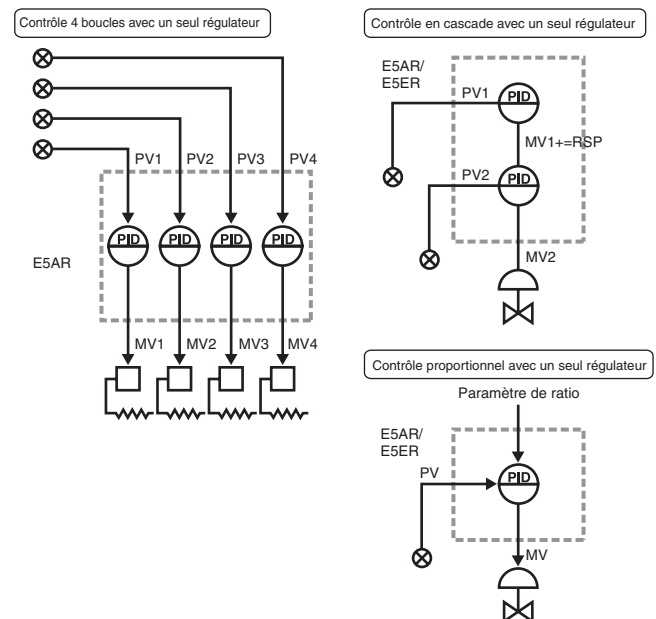 Contrôle 4 boucles avec un seul régulateur
PV1 PV2 PV3 PV4
PID PID PID PID
E5AR
MV1 MV2 MV3 MV4
Contrôle en cascade avec un seul régulateur
E5AR/
E5ER
PV1
PID
MV1+=RSP
PV2
PID
MV2
Contrôle proportionnel avec un seul régulateur
Paramètre de ratio
E5AR/
E5ER
PV
PID
MV